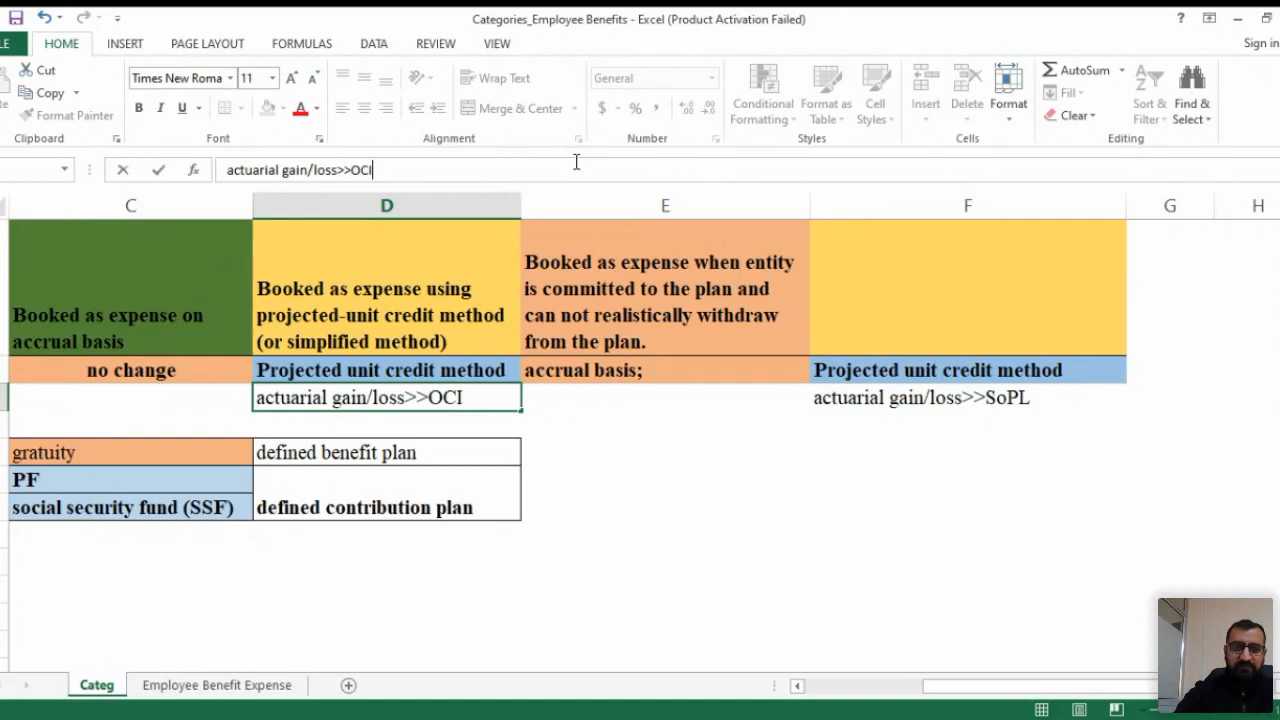 Categories_Employee Benefits - Excel (Product Activation Failed)
HOME INSERT PAGE LAYOUT FORMULAS DATA REVIEW VIEW Sign in
Cut
Copy
Format Painter
Clipboard
Times New Roma 11
B I U
Font
Wrap Text
Merge & Center
Alignment
General
$ % ,
Number
Conditional Formatting
Format as Table
Cell Styles
Styles
Insert Delete Format
Cells
AutoSum
Fill
Clear
Sort & Filter
Find & Select
Editing
actuarial gain/loss>>OCI
C D E F G H
Booked as expense on
accrual basis
Booked as expense using
projected-unit credit method
(or simplified method)
Booked as expense when entity
is committed to the plan and
can not realistically withdraw
from the plan.
no change Projected unit credit method accrual basis; Projected unit credit method
actuarial gain/loss>>OCI actuarial gain/loss>>SoPL
gratuity defined benefit plan
PF
social security fund (SSF) defined contribution plan
Categ Employee Benefit Expense